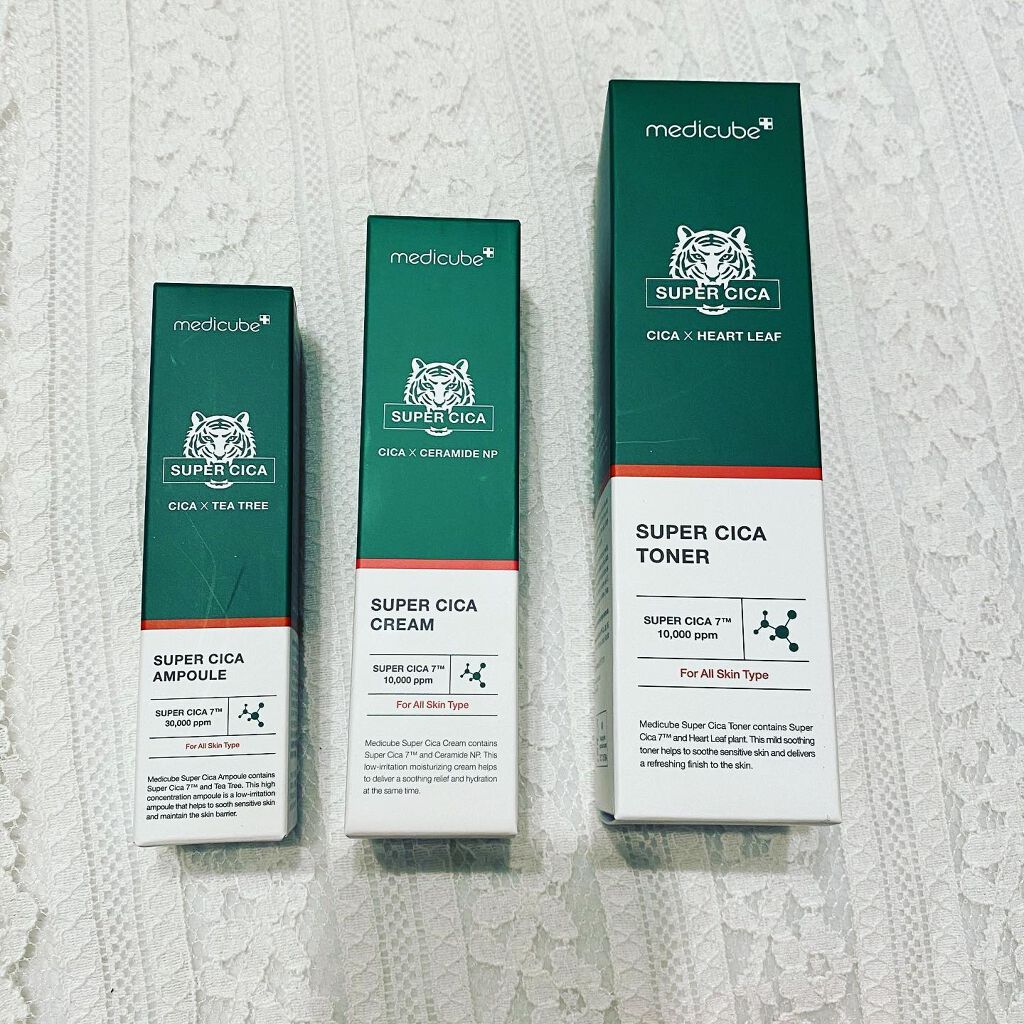 medicube
SUPER CICA
CICA X TEA TREE
SUPER CICA
AMPOULE
SUPER CICA 7™
30,000 ppm
For All Skin Type
Medicube Super Cica Ampoule contains
Super Cica 7™ and Tea Tree. This high
concentration ampoule is a low-irritation
ampoule that helps to sooth sensitive skin
and maintain the skin barrier.
medicube
SUPER CICA
CICA X CERAMIDE NP
SUPER CICA
CREAM
SUPER CICA 7™
10,000 ppm
For All Skin Type
Medicube Super Cica Cream contains
Super Cica 7™ and Ceramide NP. This
low-irritation moisturizing cream helps
to deliver a soothing relief and hydration
at the same time.
medicube
SUPER CICA
CICA X HEART LEAF
SUPER CICA
TONER
SUPER CICA 7™
10,000 ppm
For All Skin Type
Medicube Super Cica Toner contains Super
Cica 7™ and Heart Leaf plant. This mild soothing
toner helps to soothe sensitive skin and delivers
a refreshing finish to the skin.